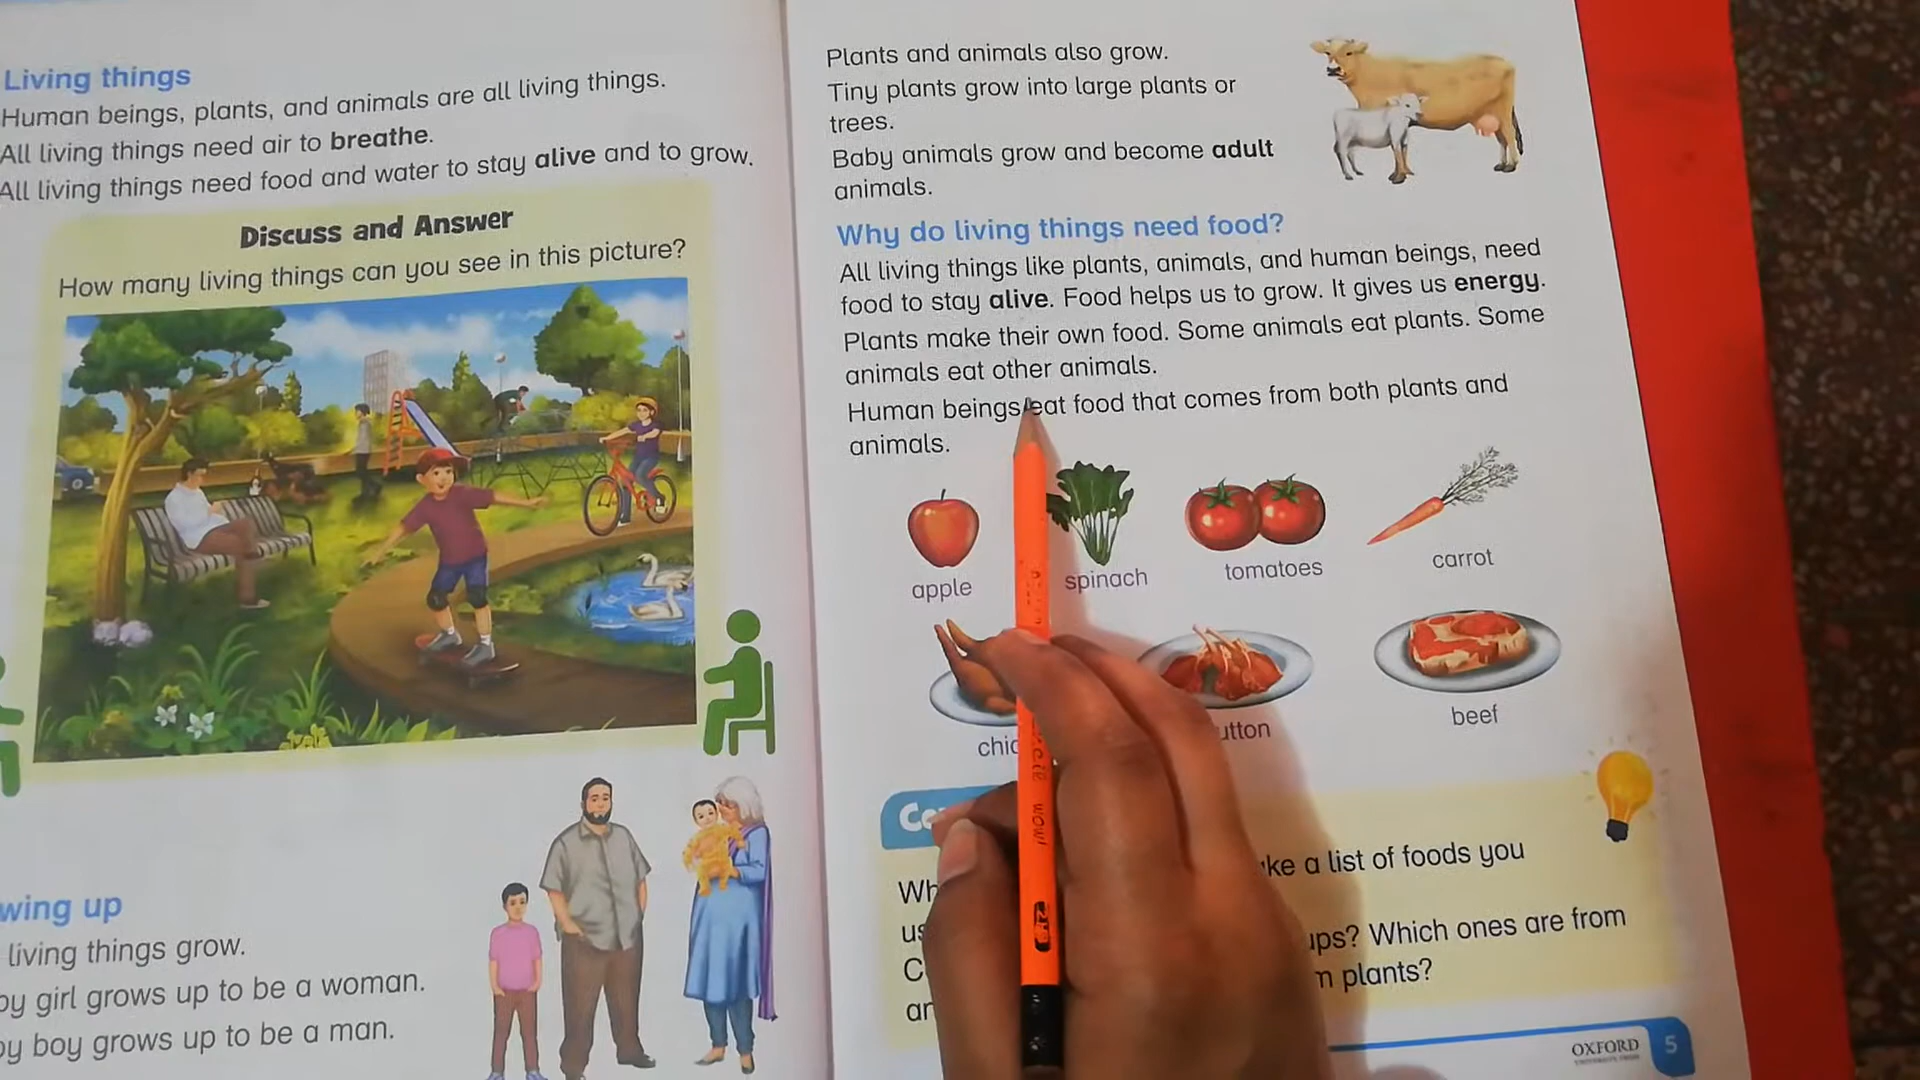 Living things
Human beings, plants, and animals are all living things.
All living things need air to breathe.
All living things need food and water to stay alive and to grow.
Discuss and Answer
How many living things can you see in this picture?
wing up
living things grow.
by girl grows up to be a woman.
by boy grows up to be a man.
Plants and animals also grow.
Tiny plants grow into large plants or
trees.
Baby animals grow and become adult
animals.
Why do living things need food?
All living things like plants, animals, and human beings, need
food to stay alive. Food helps us to grow. It gives us energy.
Plants make their own food. Some animals eat plants. Some
animals eat other animals.
Human beings eat food that comes from both plants and
animals.
apple spinach tomatoes carrot
chic utton beef
ke a list of foods you
ups? Which ones are from
plants?
OXFORD
5